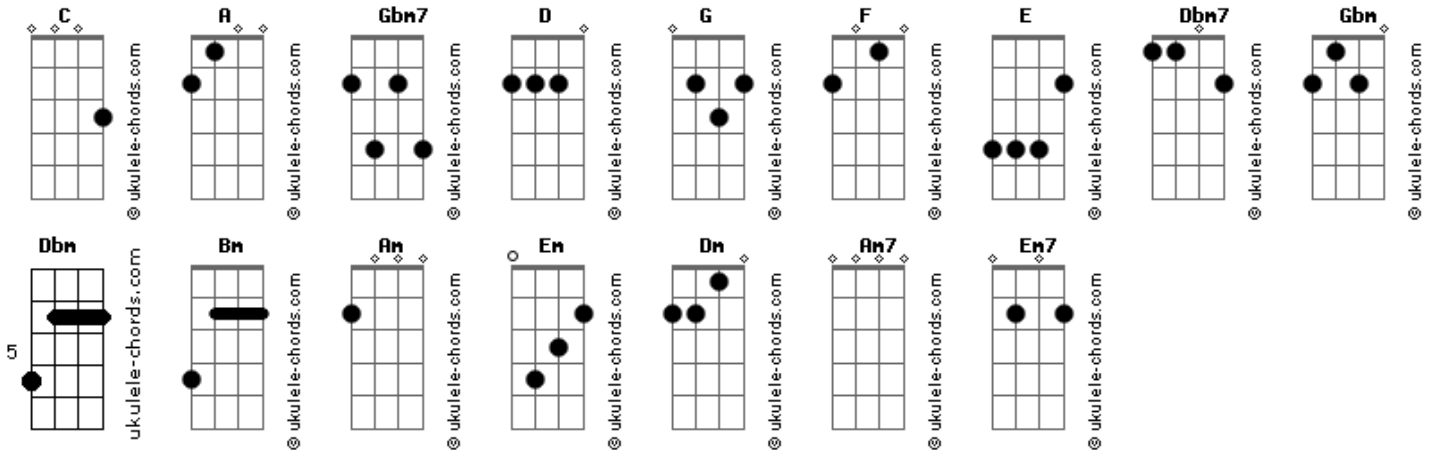 C A Gbm7 D G F E Dbm7 Gbm
© ukulele-chords.com © ukulele-chords.com © ukulele-chords.com © ukulele-chords.com © ukulele-chords.com © ukulele-chords.com © ukulele-chords.com © ukulele-chords.com © ukulele-chords.com
Dbm Bm Am Em Dm Am7 Em7
5
ukulele-chords.com © ukulele-chords.com © ukulele-chords.com © ukulele-chords.com © ukulele-chords.com © ukulele-chords.com © ukulele-chords.com